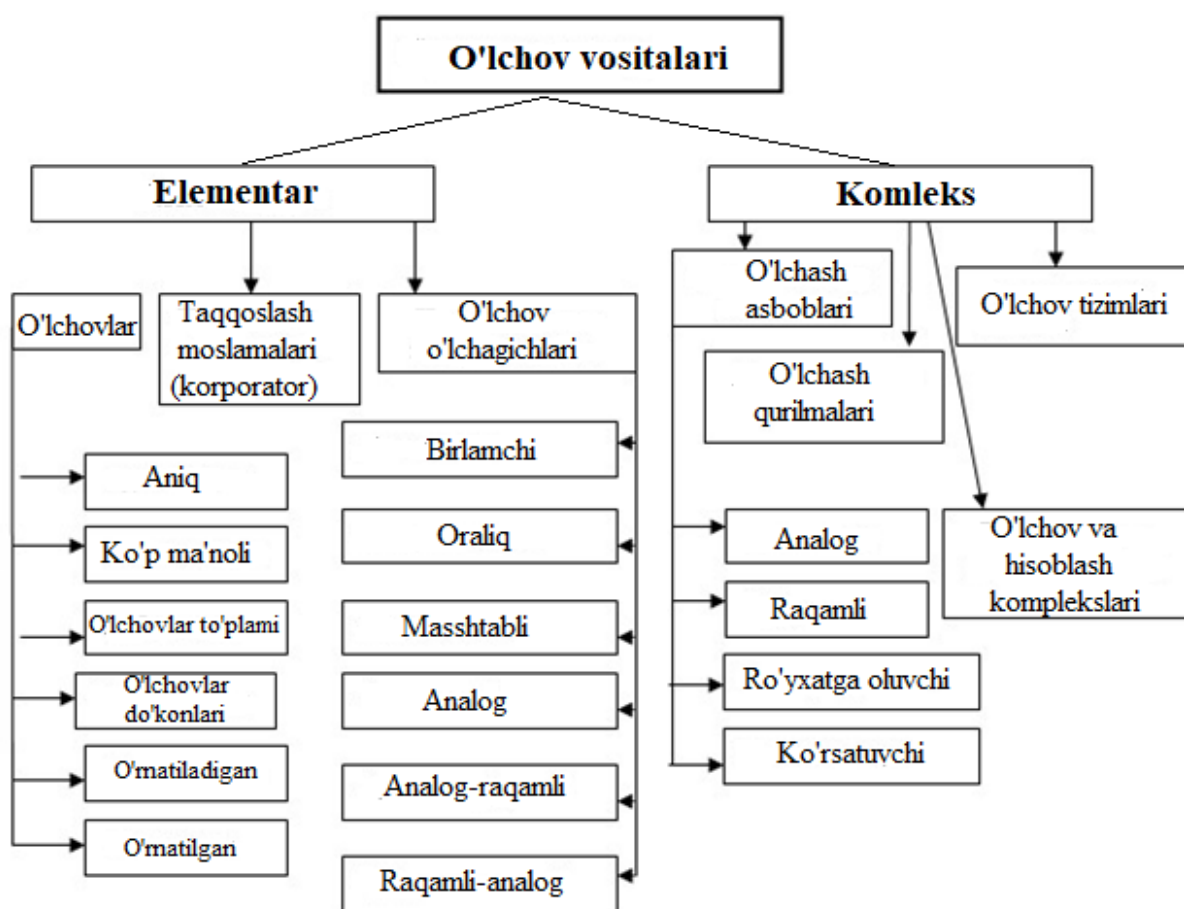 O'lchov vositalari
Elementar
Komleks
O'lchovlar
Taqqoslash
moslamalari
(korporator)
O'lchov
o'lchagichlari
O'lchash
asboblari
O'lchash
qurilmalari
O'lchov tizimlari
O'lchov va
hisoblash
komplekslari
Aniq
Ko'p ma'noli
O'lchovlar to'plami
O'lchovlar
do'konlari
O'rnatiladigan
O'rnatilgan
Birlamchi
Oraliq
Masshtabli
Analog
Analog-raqamli
Raqamli-analog
Analog
Raqamli
Ro'yxatga oluvchi
Ko'rsatuvchi